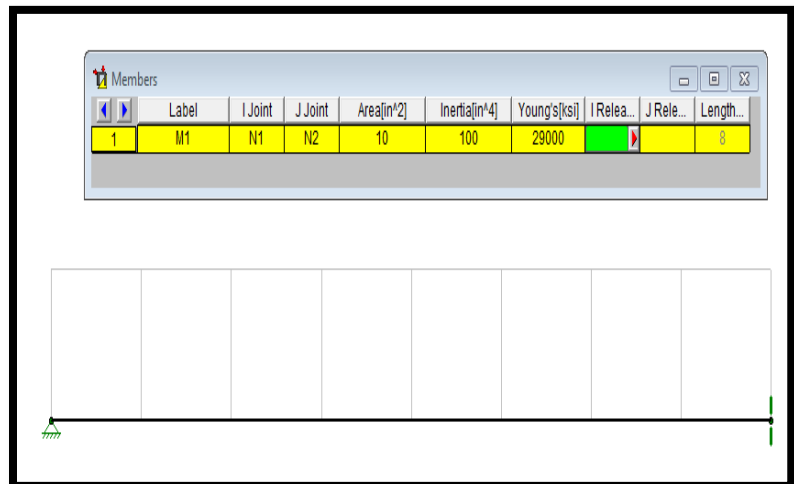 Members
Label I Joint J Joint Area[in^2] Inertia[in^4] Young's[ksi] I Relea... J Rele... Length...
1 M1 N1 N2 10 100 29000 8